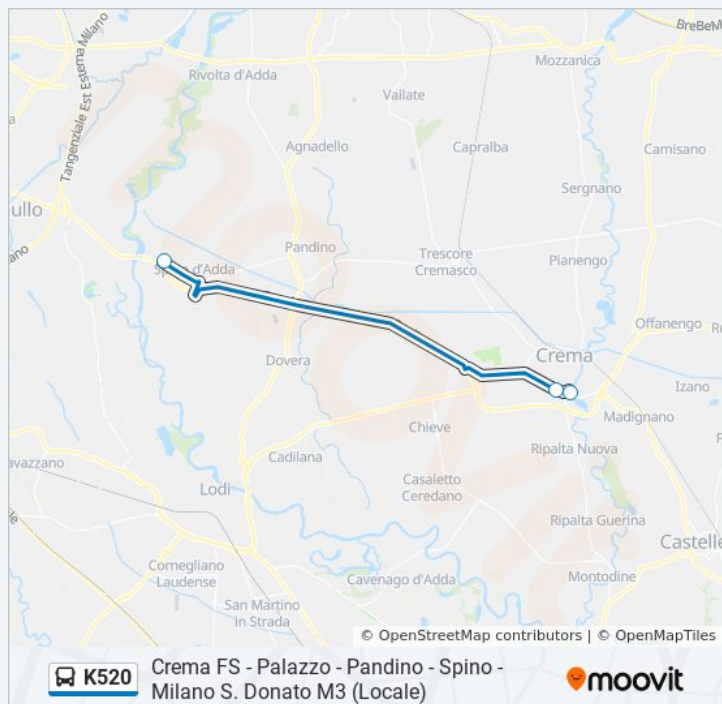 BreBeM
Mozzanica
Rivolta d'Adda
Vailate
Tangenziale Est Esterna Milano
Agnadello
Capralba
Camisano
Sergnano
ullo
Pandino
Trescore
Cremasco
Pianengo
Spino d'Adda
Offanengo
Dovera
Crema
Izano
Madignano
Chieve
Ripalta Nuova
Cadilana
avazzano
Lodi
Casaletto
Ceredano
Ripalta Guerina
Castelle
Cornegliano
Laudense
Cavenago d'Adda
Montodine
San Martino
in Strada
© OpenStreetMap contributors | © OpenMapTiles
K520
Crema FS - Palazzo - Pandino - Spino -
Milano S. Donato M3 (Locale)
moovit